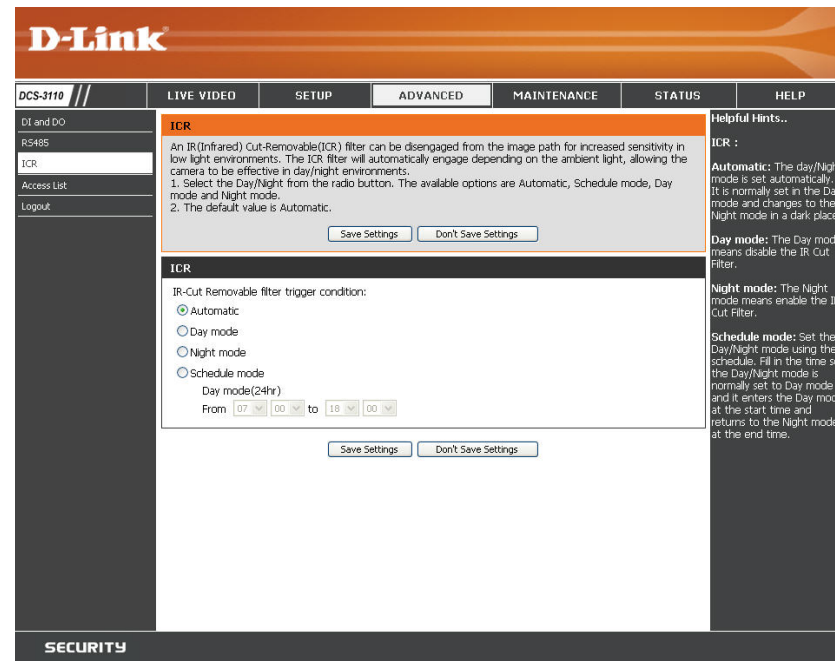 D-Link
DCS-3110
LIVE VIDEO
SETUP
ADVANCED
MAINTENANCE
STATUS
HELP
DI and DO
RS485
ICR
Access List
Logout
ICR
An IR(Infrared) Cut-Removable(ICR) filter can be disengaged from the image path for increased sensitivity in
low light environments. The ICR filter will automatically engage depending on the ambient light, allowing the
camera to be effective in day/night environments.
1. Select the Day/Night from the radio button. The available options are Automatic, Schedule mode, Day
mode and Night mode.
2. The default value is Automatic.
Save Settings Don't Save Settings
ICR
IR-Cut Removable filter trigger condition:
Automatic
Day mode
Night mode
Schedule mode
Day mode(24hr)
From 07 00 to 18 00
Save Settings Don't Save Settings
Helpful Hints..
ICR :
Automatic: The day/Nigh
mode is set automatically.
It is normally set in the Da
mode and changes to the
Night mode in a dark place
Day mode: The Day mod
means disable the IR Cut
Filter.
Night mode: The Night
mode means enable the I
Cut Filter.
Schedule mode: Set the
Day/Night mode using the
schedule. Fill in the time s
the Day/Night mode is
normally set to Day mode
and it enters the Day mod
at the start time and
returns to the Night mode
at the end time.
SECURITY